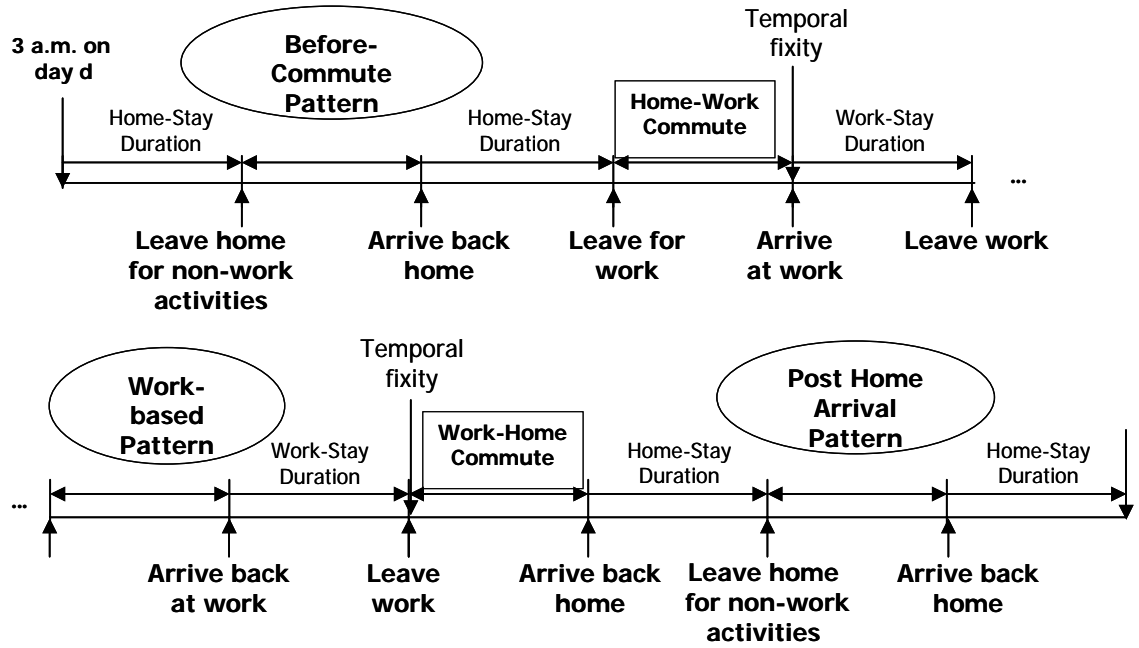 3 a.m. on
day d
Before-
Commute
Pattern
Temporal
fixity
Home-Stay
Duration
Home-Stay
Duration
Home-Work
Commute
Work-Stay
Duration
...
Leave home
for non-work
activities
Arrive back
home
Leave for
work
Arrive
at work
Leave work
Work-
based
Pattern
Temporal
fixity
Post Home
Arrival
Pattern
Work-Stay
Duration
Work-Home
Commute
Home-Stay
Duration
Home-Stay
Duration
...
Arrive back
at work
Leave
work
Arrive back
home
Leave home
for non-work
activities
Arrive back
home